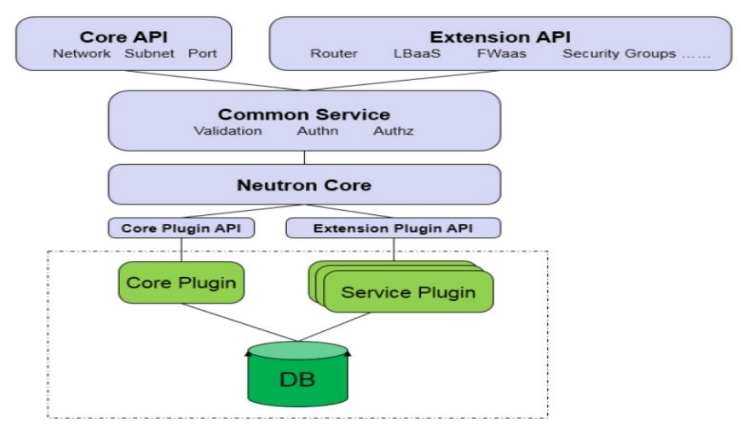 Core API
Network Subnet Port
Extension API
Router LBaaS FWaas Security Groups ......
Common Service
Validation Authn Authz
Neutron Core
Core Plugin API
Extension Plugin API
Core Plugin
Service Plugin
DB